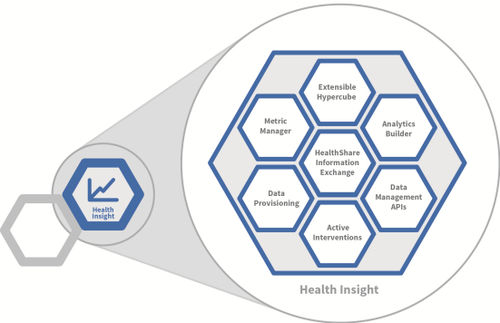 Extensible
Hypercube
Metric
Manager
Analytics
Builder
HealthShare
Information
Exchange
Data
Provisioning
Data
Management
APIs
Active
Interventions
Health Insight
Health
Insight